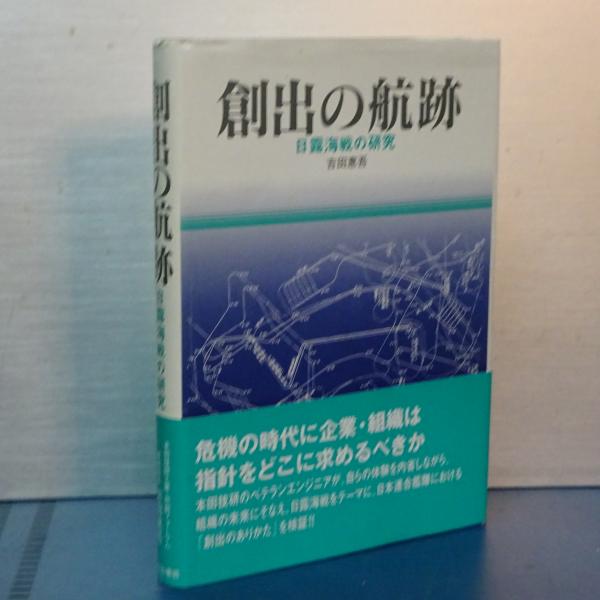 創出の航跡
日露海戦の研究
吉田惠吾
危機の時代に企業・組織は
指針をどこに求めるべきか
本田技研のベテランエンジニアが、自らの体験を内省しながら、
組織の未来にそなえ、日露海戦をテーマに、日本連合艦隊における
「創出のありかた」を検証!!
創出の航跡
日露海戦の研究